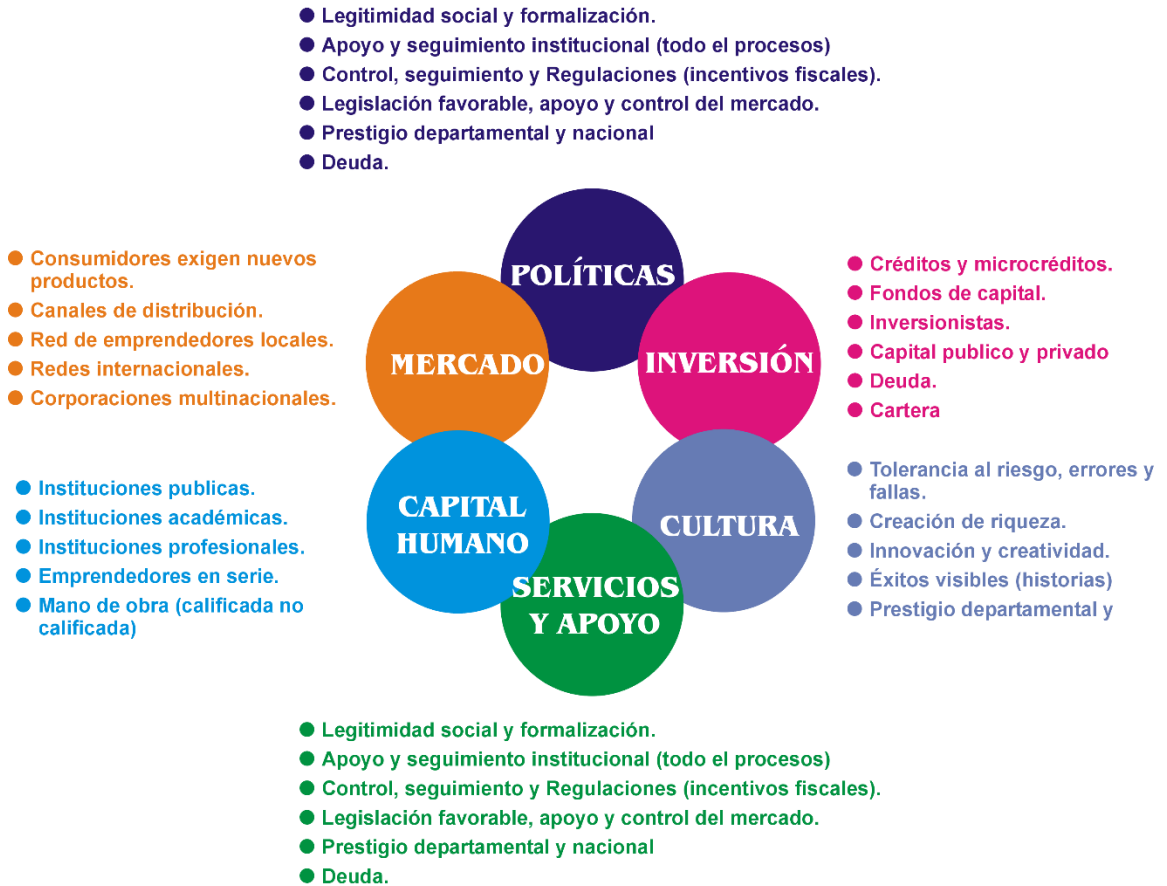 ● Legitimidad social y formalización.
● Apoyo y seguimiento institucional (todo el procesos)
● Control, seguimiento y Regulaciones (incentivos fiscales).
● Legislación favorable, apoyo y control del mercado.
● Prestigio departamental y nacional
● Deuda.
POLÍTICAS
● Consumidores exigen nuevos
productos.
● Canales de distribución.
● Red de emprendedores locales.
● Redes internacionales.
● Corporaciones multinacionales.
MERCADO
INVERSIÓN
● Créditos y microcréditos.
● Fondos de capital.
● Inversionistas.
● Capital publico y privado
● Deuda.
● Cartera
● Instituciones publicas.
● Instituciones académicas.
● Instituciones profesionales.
● Emprendedores en serie.
● Mano de obra (calificada no
calificada)
CAPITAL
HUMANO
CULTURA
● Tolerancia al riesgo, errores y
fallas.
● Creación de riqueza.
● Innovación y creatividad.
● Éxitos visibles (historias)
● Prestigio departamental y
SERVICIOS
Y APOYO
● Legitimidad social y formalización.
● Apoyo y seguimiento institucional (todo el procesos)
● Control, seguimiento y Regulaciones (incentivos fiscales).
● Legislación favorable, apoyo y control del mercado.
● Prestigio departamental y nacional
● Deuda.